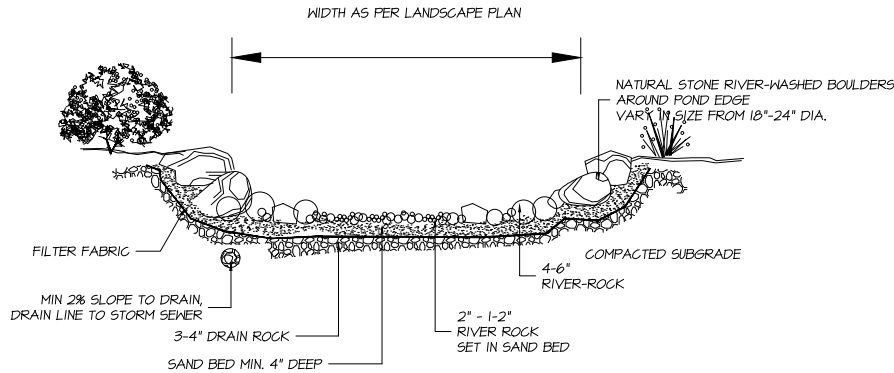 WIDTH AS PER LANDSCAPE PLAN
NATURAL STONE RIVER-WASHED BOULDERS
AROUND POND EDGE
VARY IN SIZE FROM 18"-24" DIA.
FILTER FABRIC
COMPACTED SUBGRADE
4-6"
RIVER-ROCK
MIN 2% SLOPE TO DRAIN,
DRAIN LINE TO STORM SEWER
2" - 1-2"
RIVER ROCK
SET IN SAND BED
3-4" DRAIN ROCK
SAND BED MIN. 4" DEEP